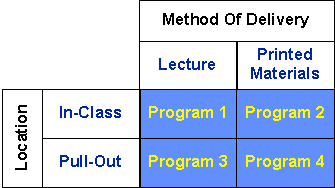 Method Of Delivery
Lecture
Printed
Materials
Location
In-Class
Program 1
Program 2
Pull-Out
Program 3
Program 4